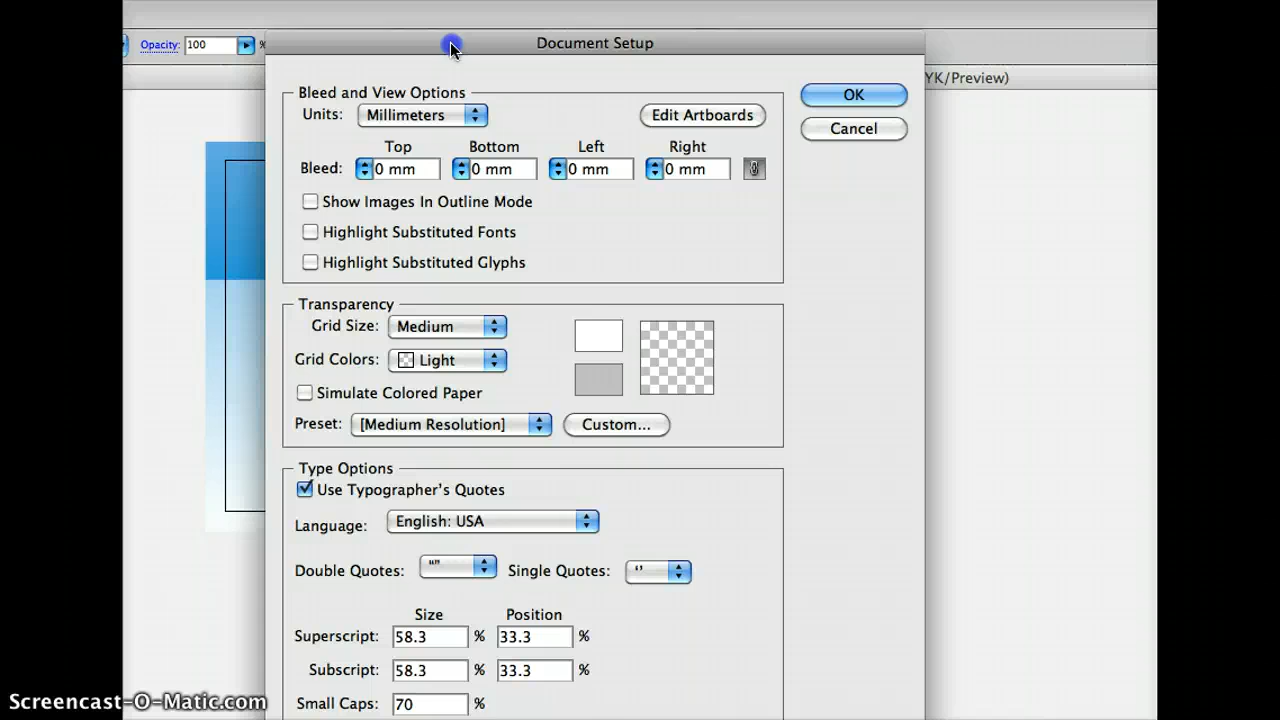 Opacity: 100 %
Document Setup
YK/Preview)
Bleed and View Options
Units: Millimeters Edit Artboards
OK
Cancel
Top Bottom Left Right
Bleed: 0 mm 0 mm 0 mm 0 mm
Show Images In Outline Mode
Highlight Substituted Fonts
Highlight Substituted Glyphs
Transparency
Grid Size: Medium
Grid Colors: Light
Simulate Colored Paper
Preset: [Medium Resolution] Custom...
Type Options
Use Typographer's Quotes
Language: English: USA
Double Quotes: “” Single Quotes: ‘’
Size Position
Superscript: 58.3 % 33.3 %
Subscript: 58.3 % 33.3 %
Small Caps: 70 %
Screencast-O-Matic.com